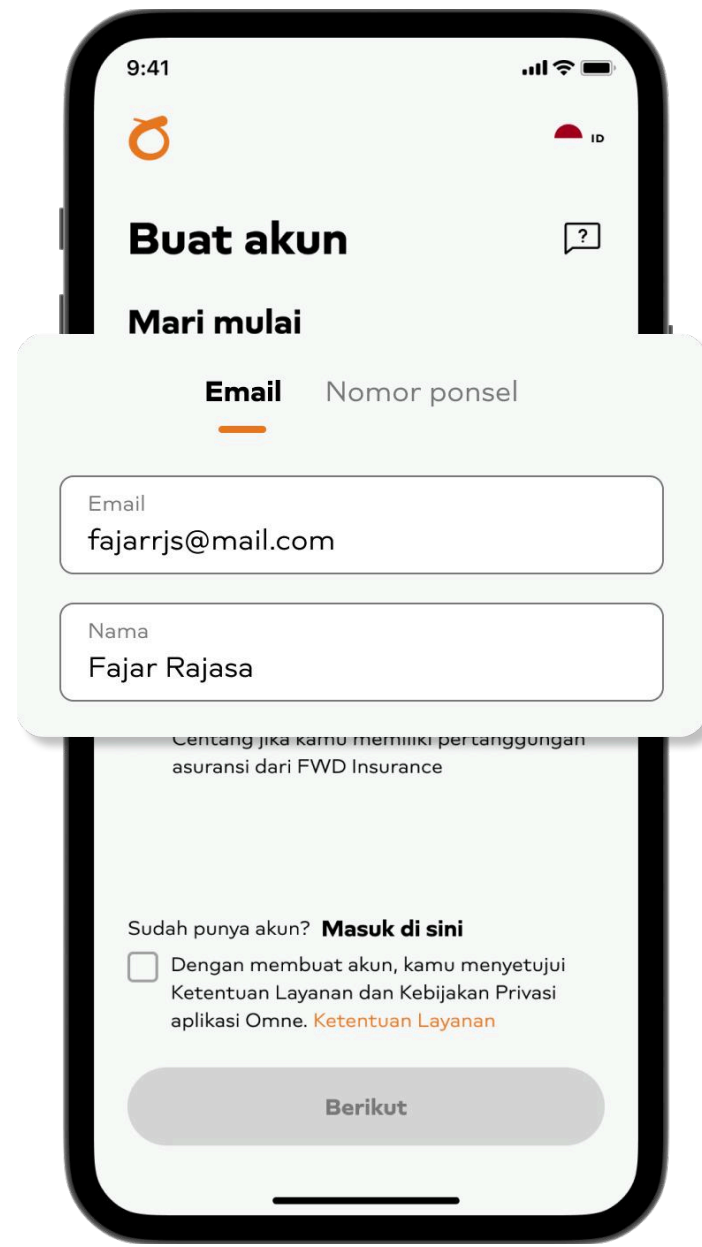 9:41
ID
Buat akun
?
Mari mulai
Email Nomor ponsel
Email
fajarrjs@mail.com
Nama
Fajar Rajasa
Centang jika kamu memiliki pertanggungan
asuransi dari FWD Insurance
Sudah punya akun? Masuk di sini
Dengan membuat akun, kamu menyetujui
Ketentuan Layanan dan Kebijakan Privasi
aplikasi Omne. Ketentuan Layanan
Berikut